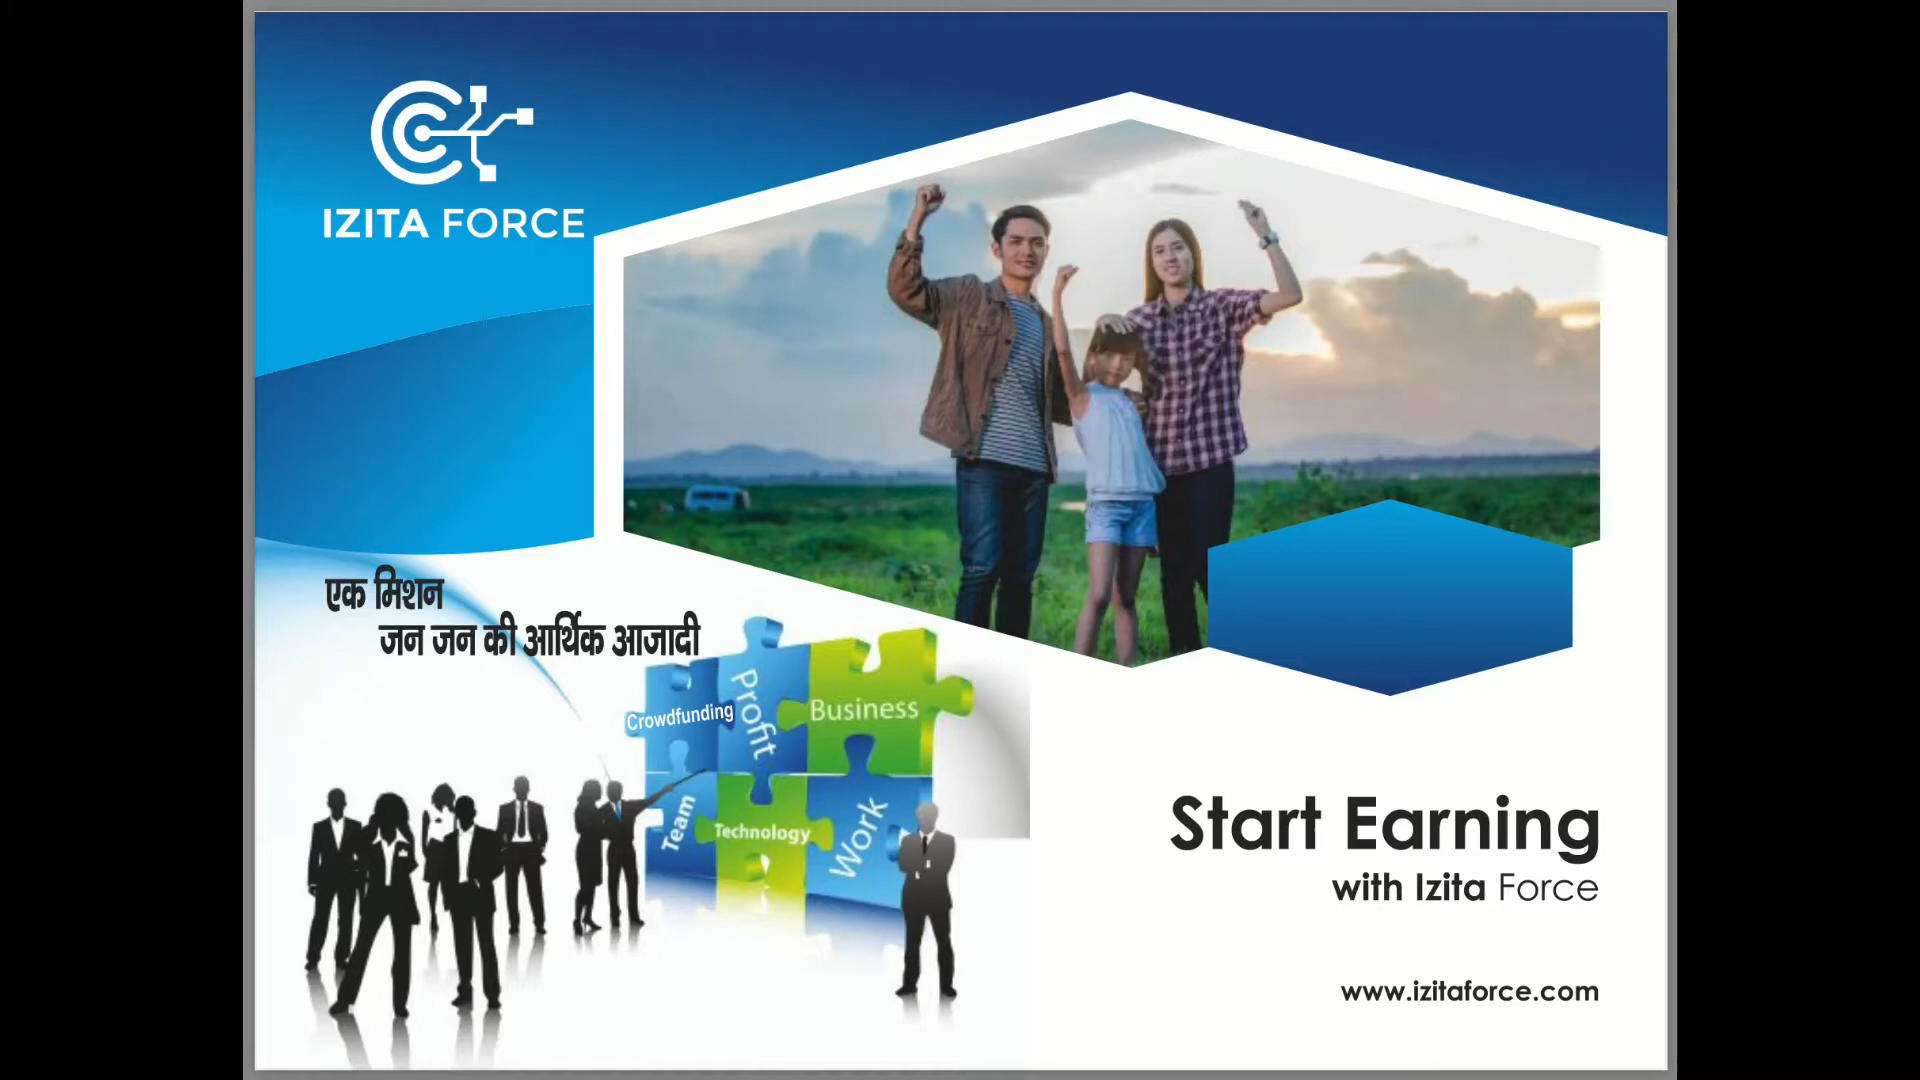 IZITA FORCE
एक मिशन
जन जन की आर्थिक आजादी
Crowdfunding
Profit
Business
Team
Technology
Work
Start Earning
with Izita Force
www.izitaforce.com